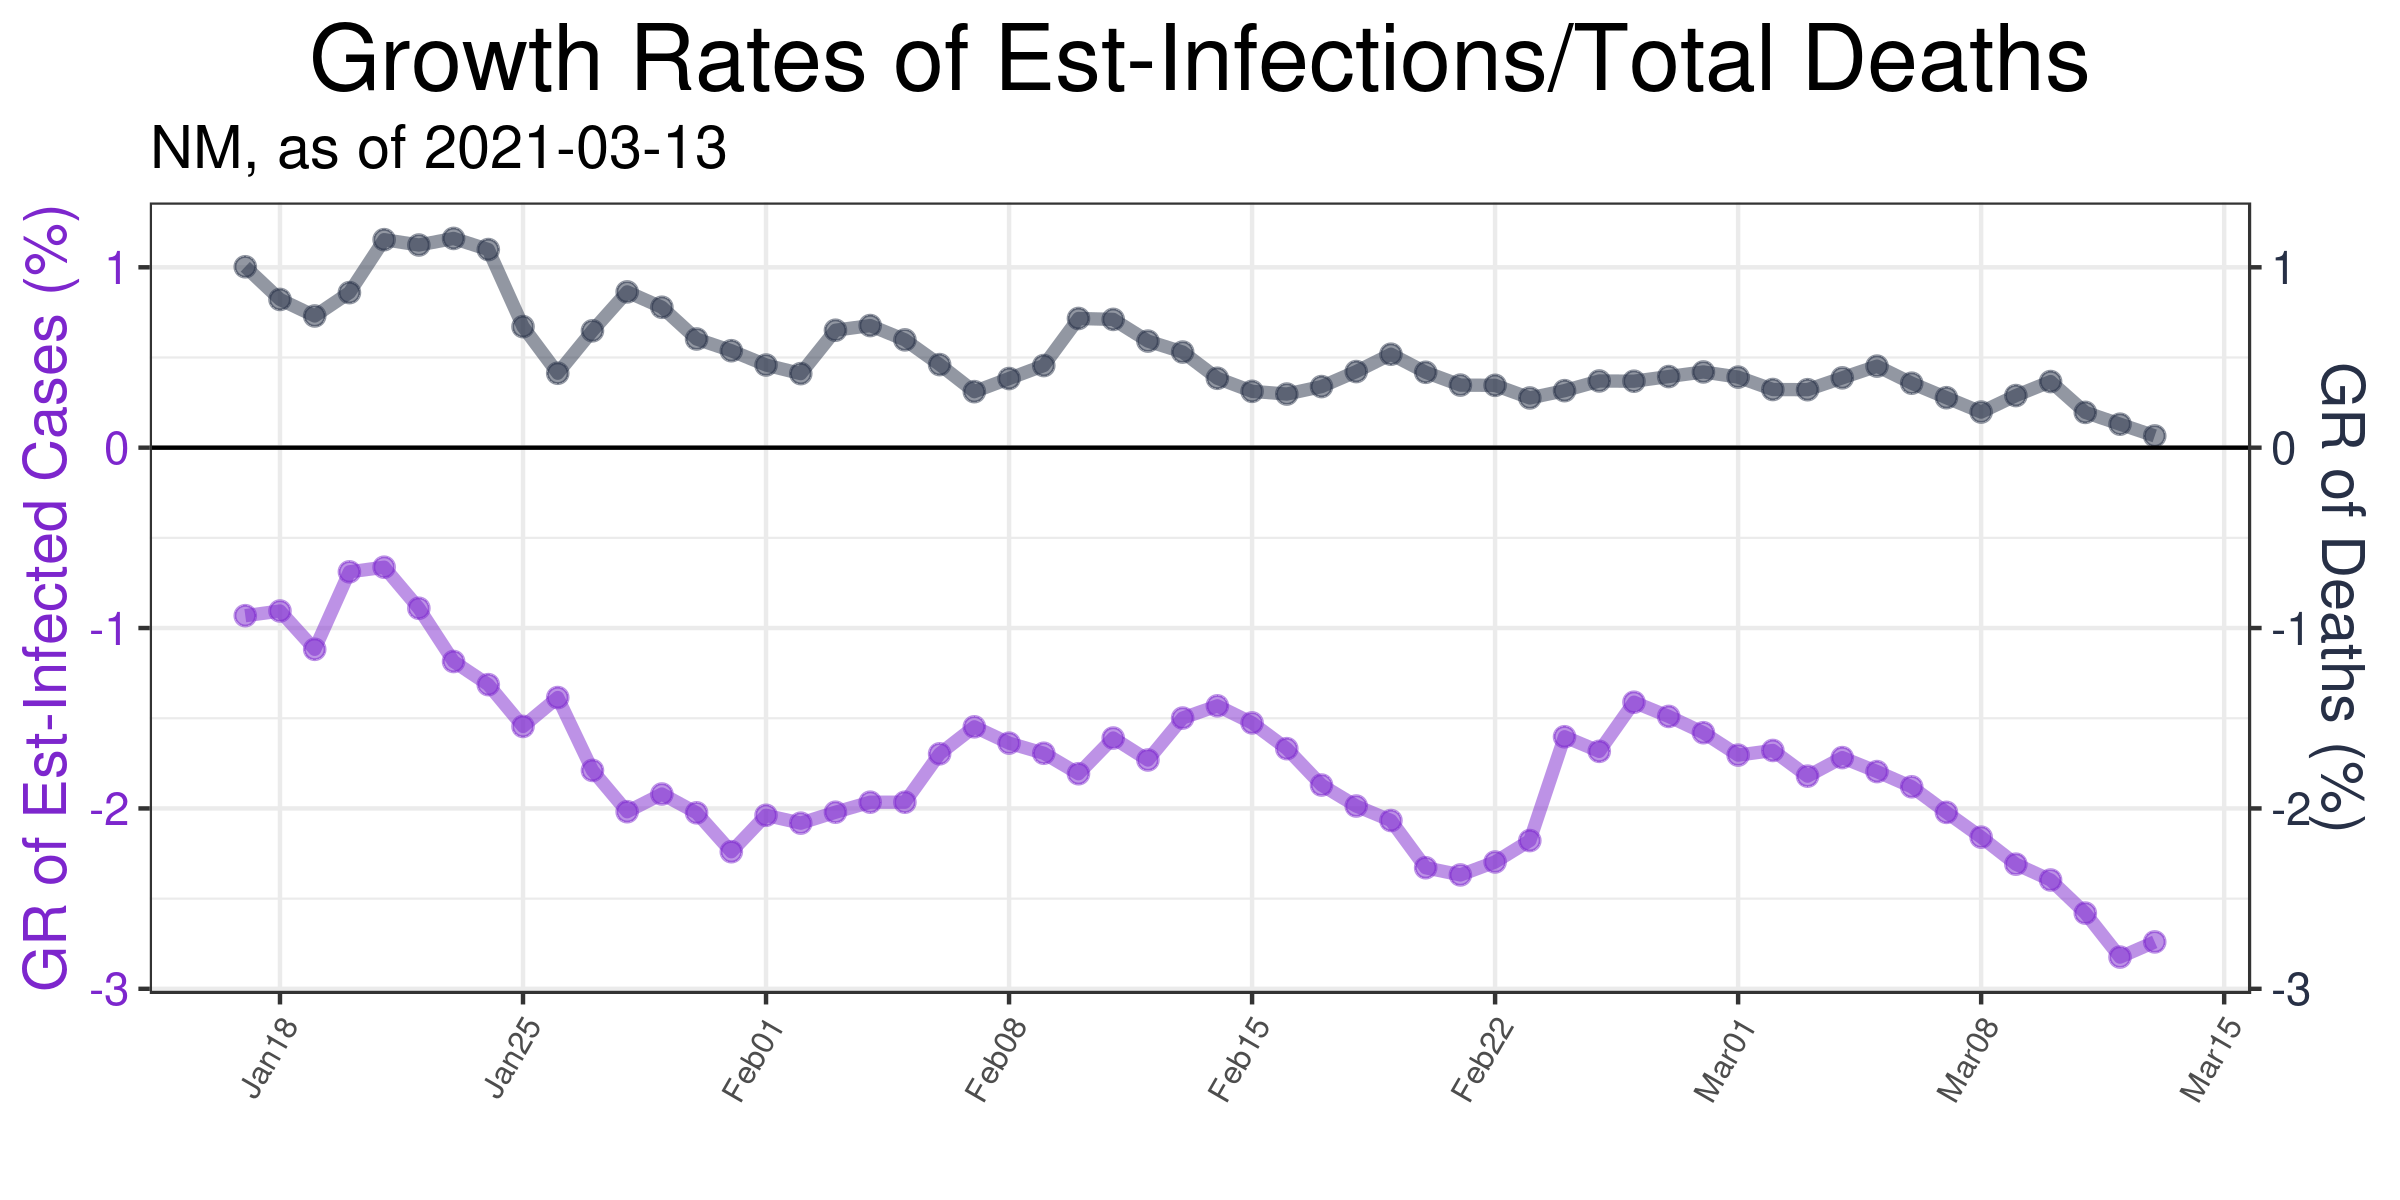 Growth Rates of Est-Infections/Total Deaths
NM, as of 2021-03-13
GR of Est-Infected Cases (%)
1
0
-1
-2
-3
1
0
-1
-2
-3
GR of Deaths (%)
Jan18
Jan25
Feb01
Feb08
Feb15
Feb22
Mar01
Mar08
Mar15